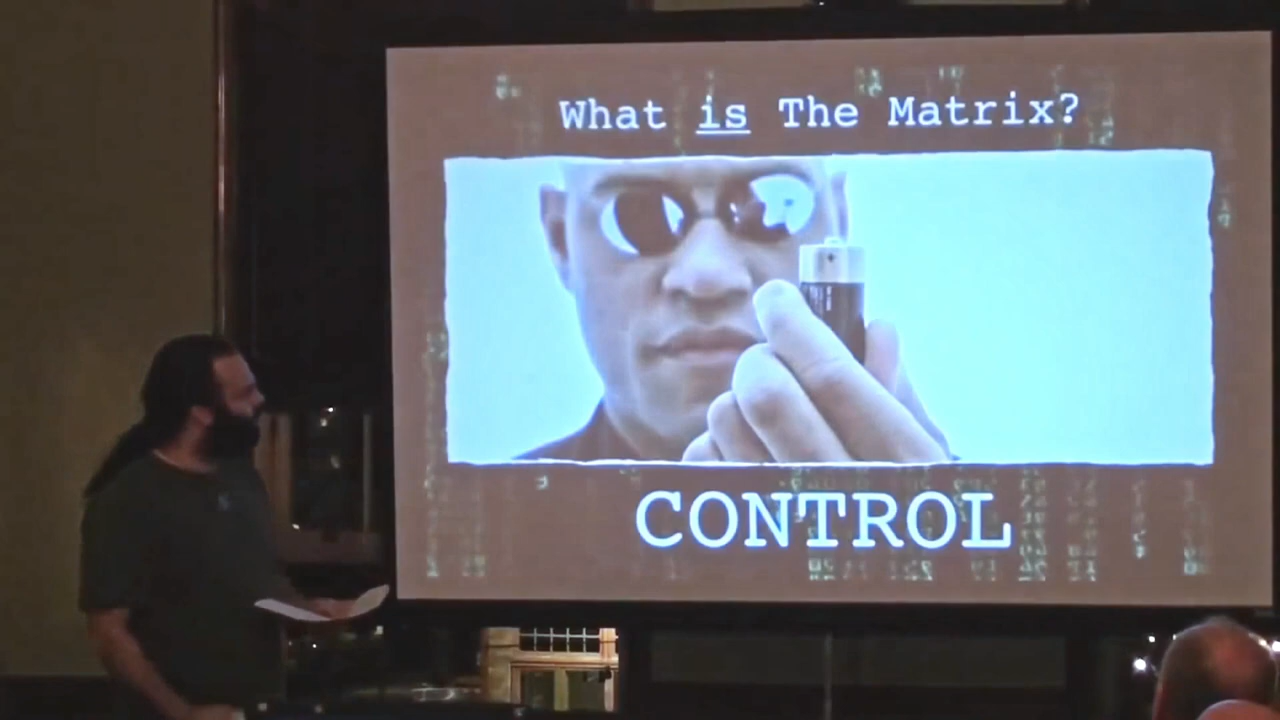 What is The Matrix?
CONTROL